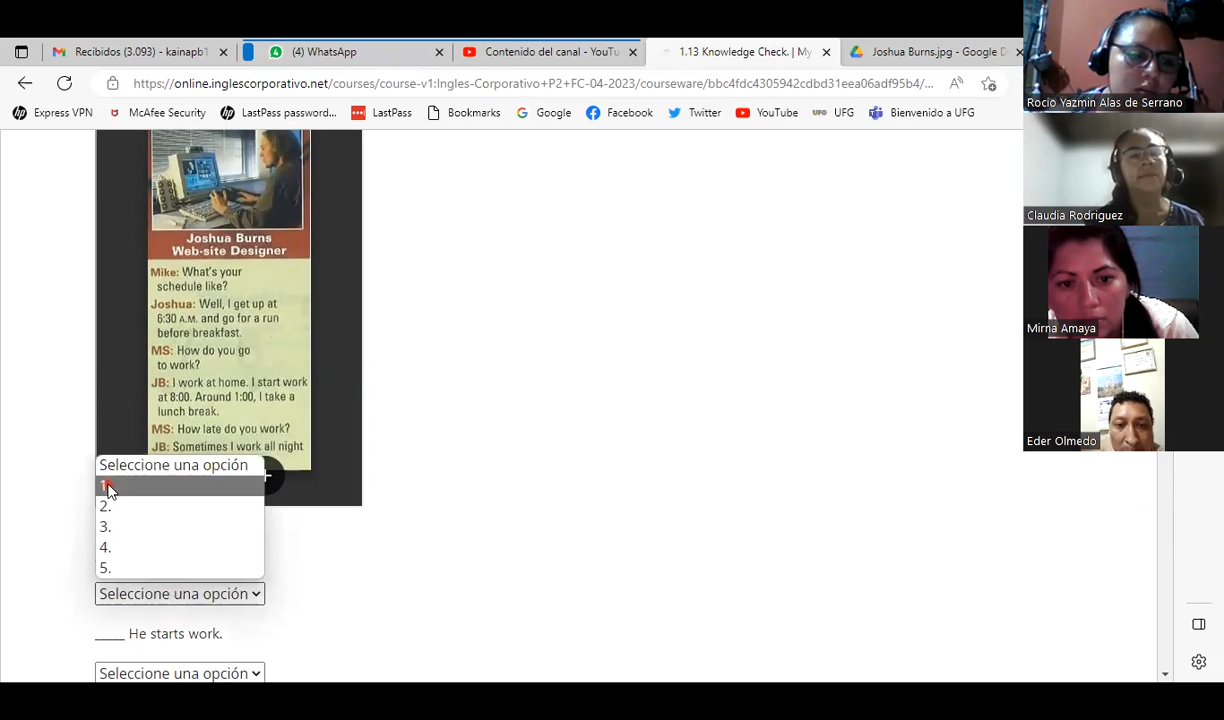 Recibidos (3.093) - kainapb1
(4) WhatsApp
Contenido del canal - YouTu
1.13 Knowledge Check. | My
Joshua Burns.jpg - Google D
https://online.inglescorporativo.net/courses/course-v1:Ingles-Corporativo+P2+FC-04-2023/courseware/bbc4fdc4305942cdbd31eea06adf95b4/...
Express VPN
McAfee Security
LastPass password...
LastPass
Bookmarks
Google
Facebook
Twitter
YouTube
UFG
Bienvenido a UFG
Rocio Yazmin Alas de Serrano
Claudia Rodriguez
Mirna Amaya
Eder Olmedo
Joshua Burns
Web-site Designer
Mike: What's your
schedule like?
Joshua: Well, I get up at
6:30 A.M. and go for a run
before breakfast.
MS: How do you go
to work?
JB: I work at home. I start work
at 8:00. Around 1:00, I take a
lunch break.
MS: How late do you work?
JB: Sometimes I work all night
Seleccione una opción
1.
2.
3.
4.
5.
Seleccione una opción
_____ He starts work.
Seleccione una opción